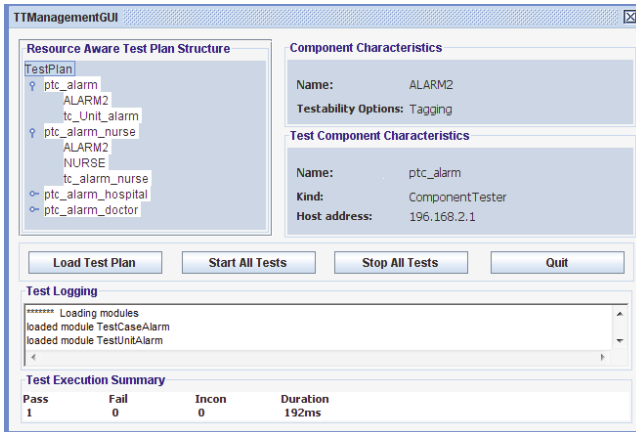 TTManagementGUI
Resource Aware Test Plan Structure
TestPlan
ptc_alarm
ALARM2
tc_Unit_alarm
ptc_alarm_nurse
ALARM2
NURSE
tc_alarm_nurse
ptc_alarm_hospital
ptc_alarm_doctor
Component Characteristics
Name: ALARM2
Testability Options: Tagging
Test Component Characteristics
Name: ptc_alarm
Kind: ComponentTester
Host address: 196.168.2.1
Load Test Plan Start All Tests Stop All Tests Quit
Test Logging
******* Loading modules
loaded module TestCaseAlarm
loaded module TestUnitAlarm
Test Execution Summary
Pass Fail Incon Duration
1 0 0 192ms